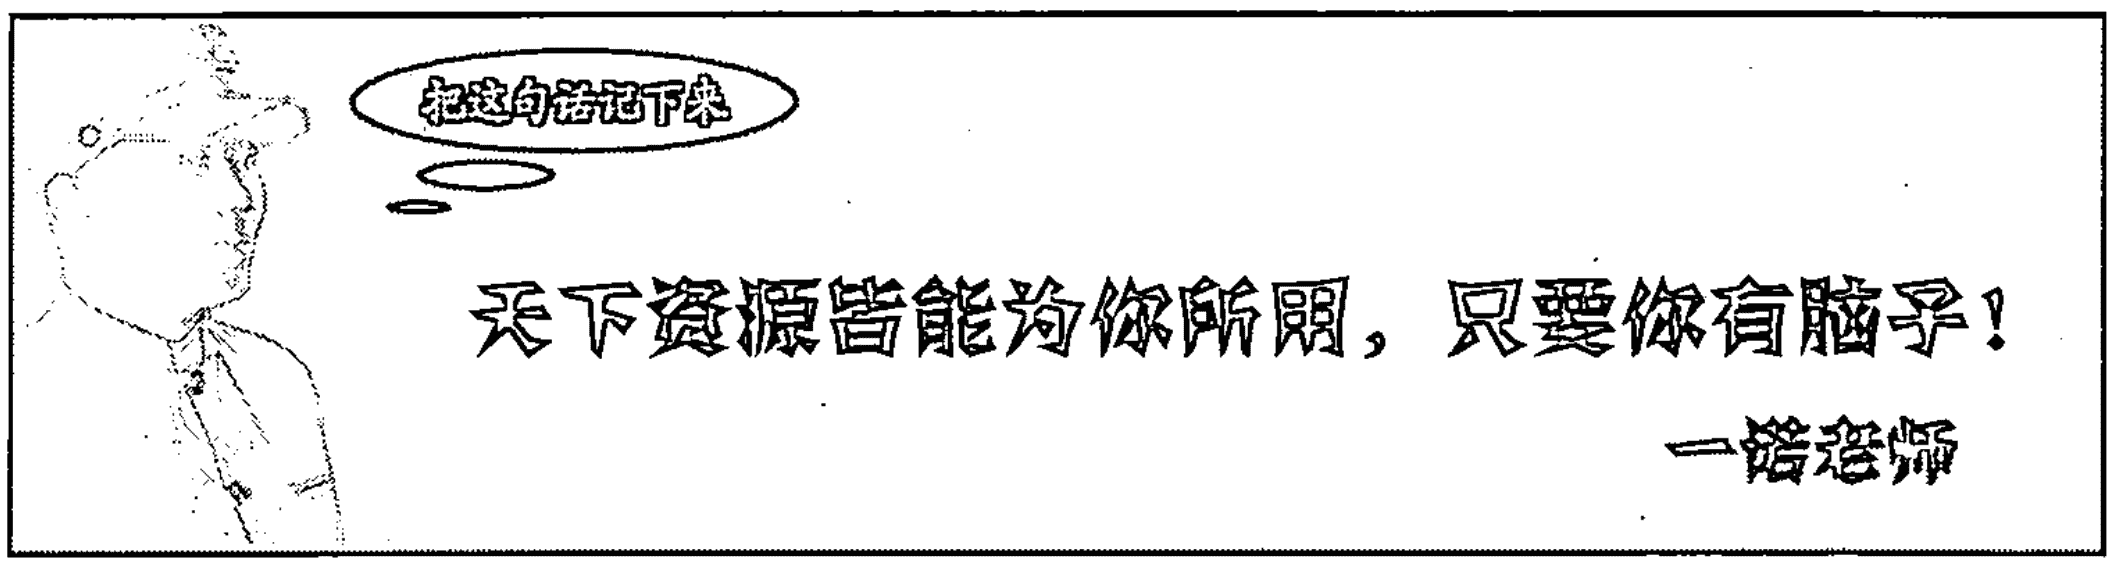 把这句话记下来
天下资源皆能为你所用，只要你有脑子！
一诺老师